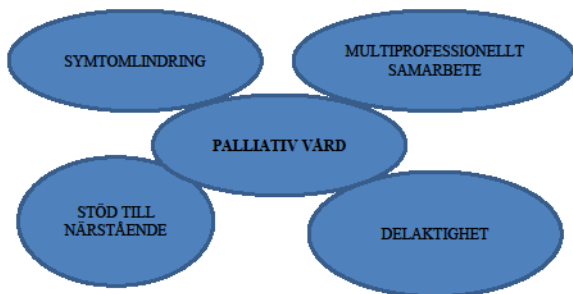 SYMTOMLINDRING
MULTIPROFESSIONELLT
SAMARBETE
PALLIATIV VÅRD
STÖD TILL
NÄRSTÅENDE
DELAKTIGHET